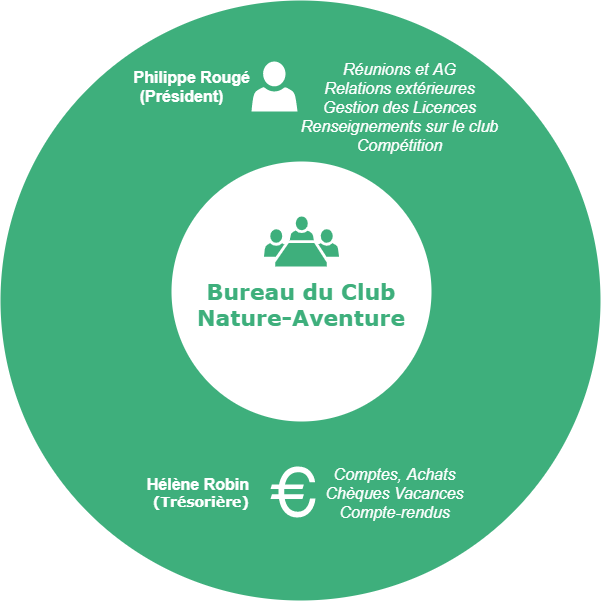 Philippe Rougé
(Président)
Réunions et AG
Relations extérieures
Gestion des Licences
Renseignements sur le club
Compétition
Bureau du Club
Nature-Aventure
Hélène Robin
(Trésorière)
€
Comptes, Achats
Chèques Vacances
Compte-rendus